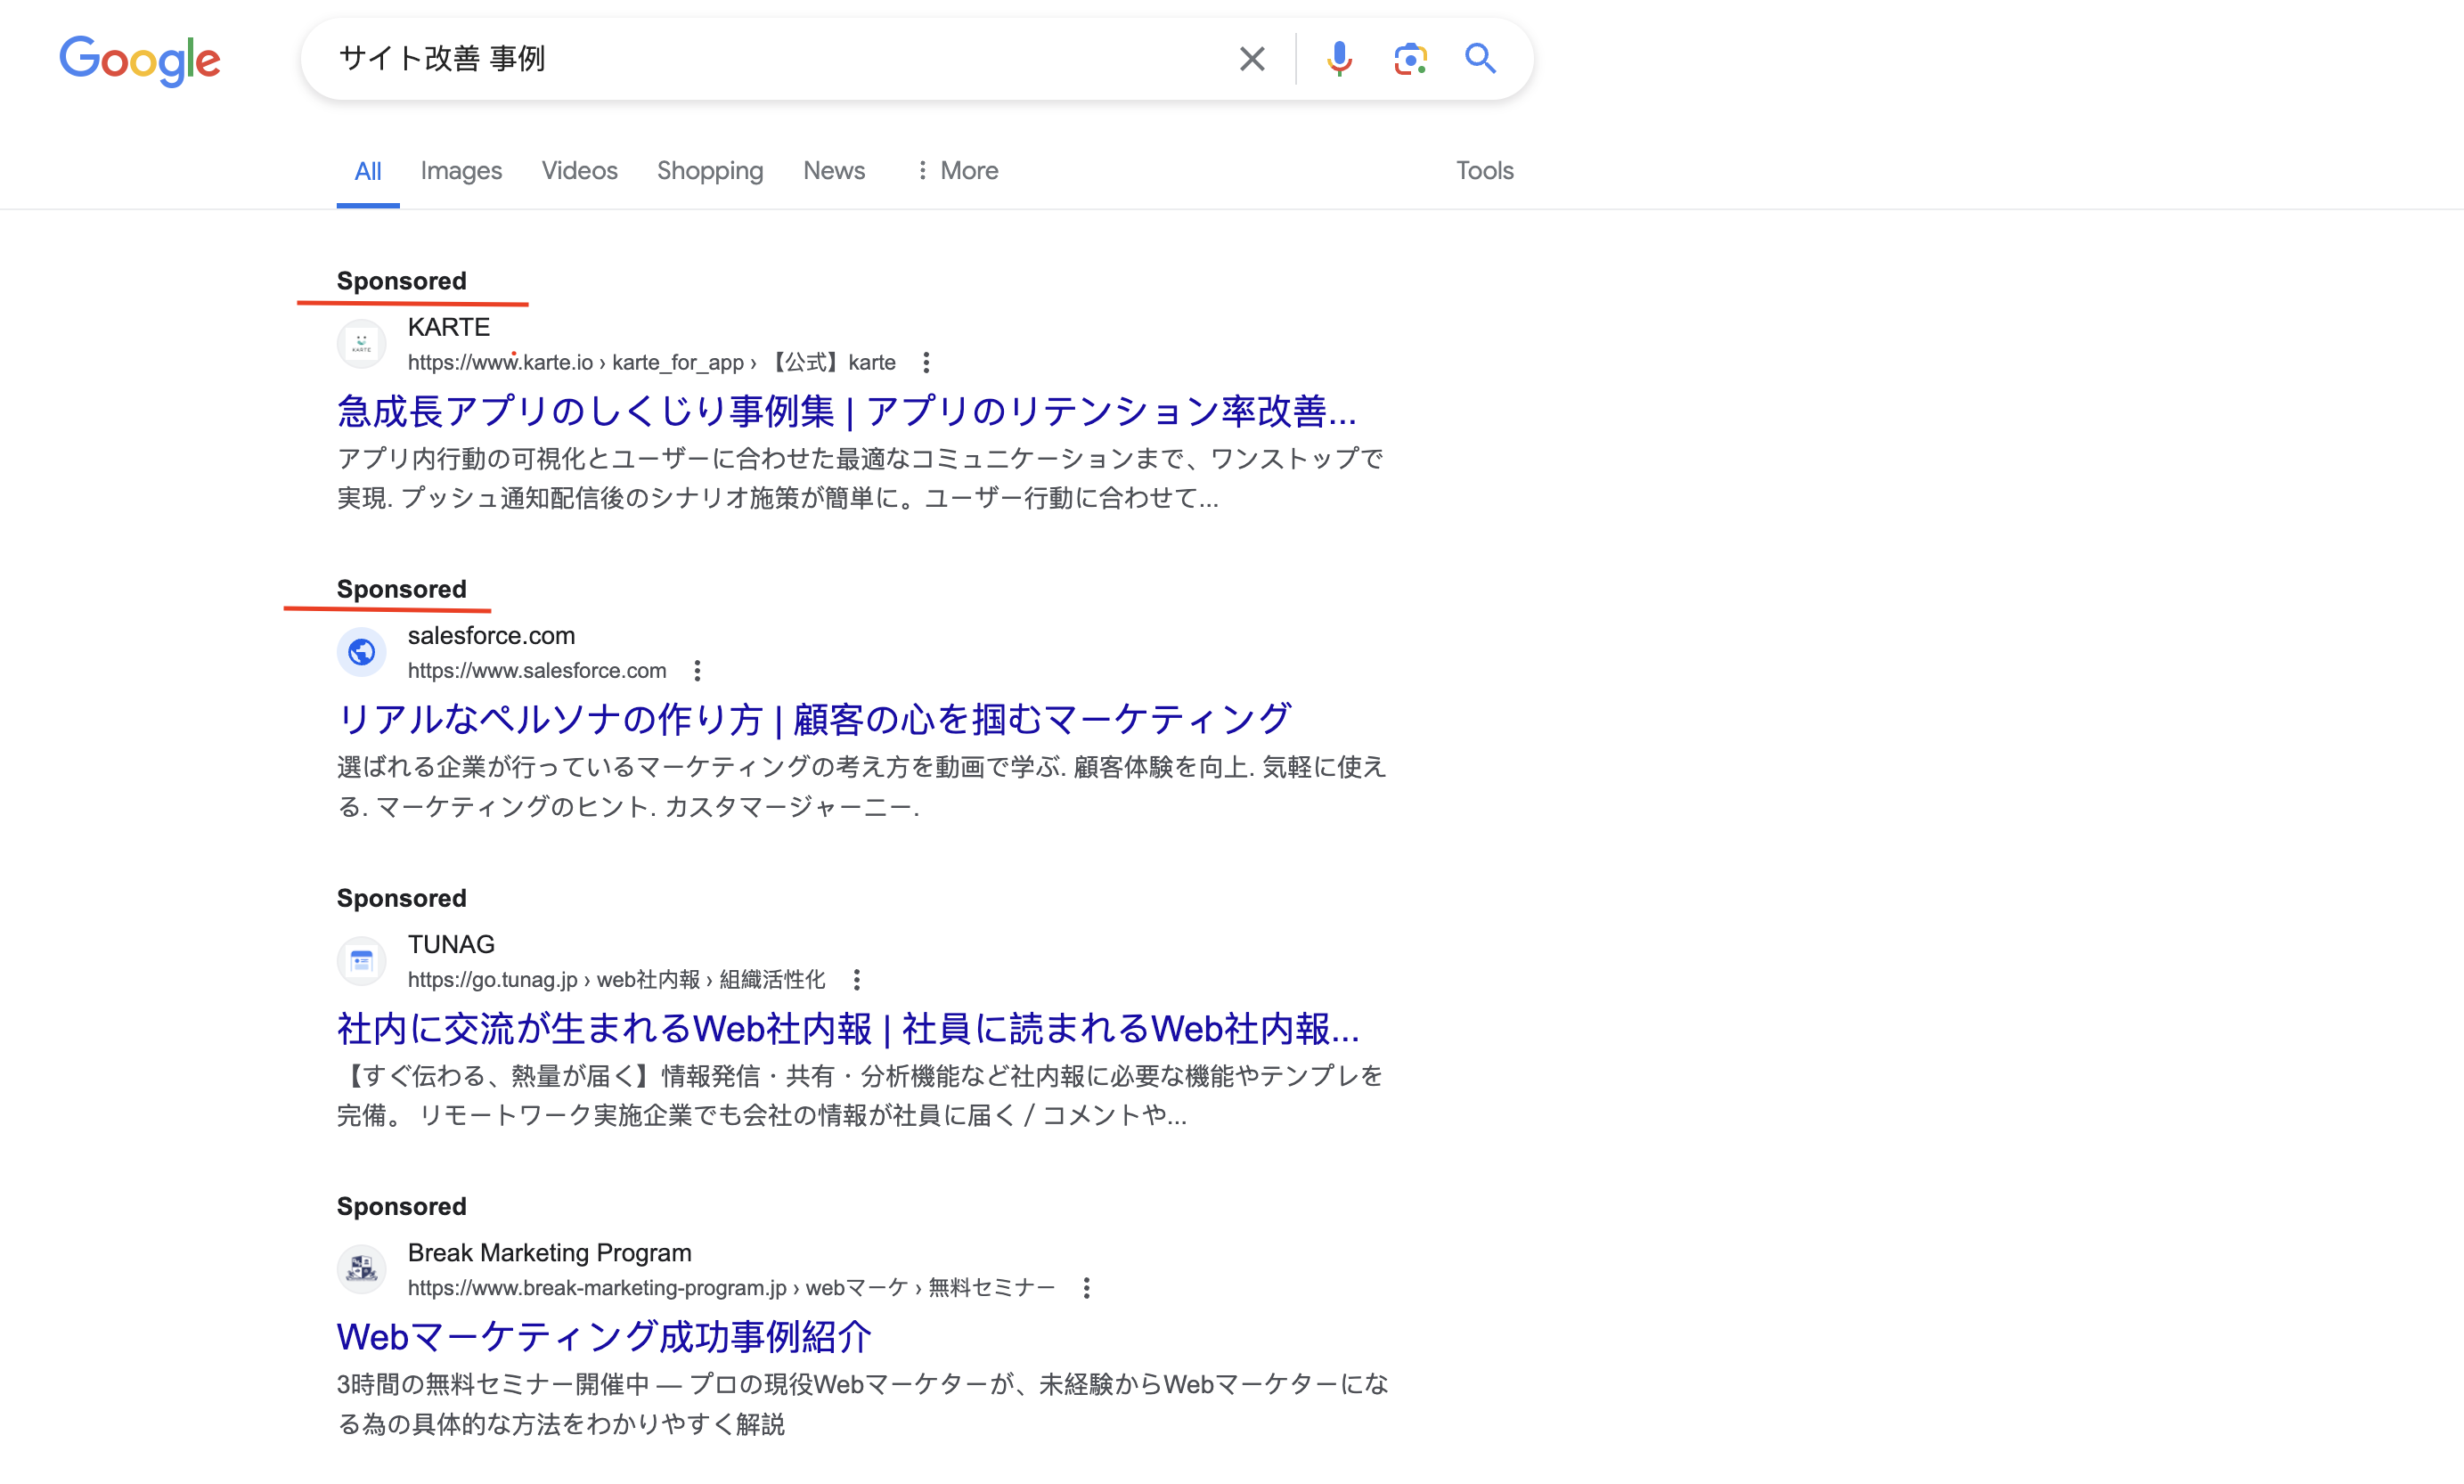 Google
サイト改善 事例
All Images Videos Shopping News More Tools
Sponsored
KARTE
KARTE
https://www.karte.io › karte_for_app › 【公式】karte
急成長アプリのしくじり事例集 | アプリのリテンション率改善...
アプリ内行動の可視化とユーザーに合わせた最適なコミュニケーションまで、ワンストップで
実現. プッシュ通知配信後のシナリオ施策が簡単に。ユーザー行動に合わせて...
Sponsored
salesforce.com
https://www.salesforce.com
リアルなペルソナの作り方 | 顧客の心を掴むマーケティング
選ばれる企業が行っているマーケティングの考え方を動画で学ぶ. 顧客体験を向上. 気軽に使え
る. マーケティングのヒント. カスタマージャーニー.
Sponsored
TUNAG
https://go.tunag.jp › web社内報 › 組織活性化
社内に交流が生まれるWeb社内報 | 社員に読まれるWeb社内報...
【すぐ伝わる、熱量が届く】情報発信・共有・分析機能など社内報に必要な機能やテンプレを
完備。 リモートワーク実施企業でも会社の情報が社員に届く / コメントや...
Sponsored
Break Marketing Program
https://www.break-marketing-program.jp › webマーケ › 無料セミナー
Webマーケティング成功事例紹介
3時間の無料セミナー開催中 — プロの現役Webマーケターが、未経験からWebマーケターにな
る為の具体的な方法をわかりやすく解説